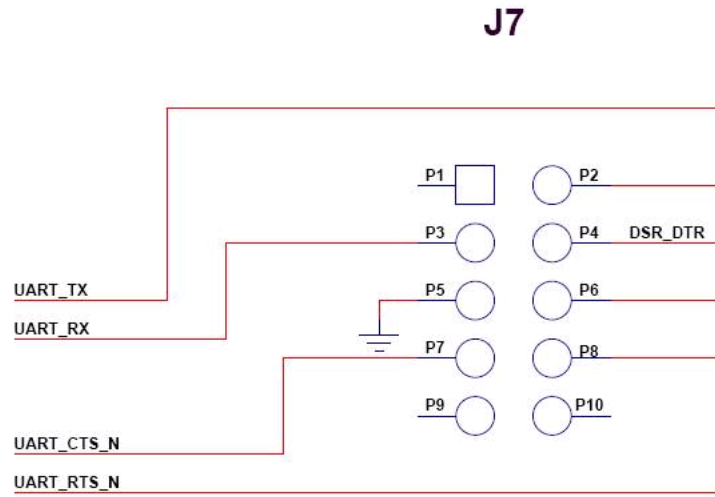 J7
P1 P2
P3 P4 DSR_DTR
UART_TX P5 P6
UART_RX
P7 P8
P9 P10
UART_CTS_N
UART_RTS_N